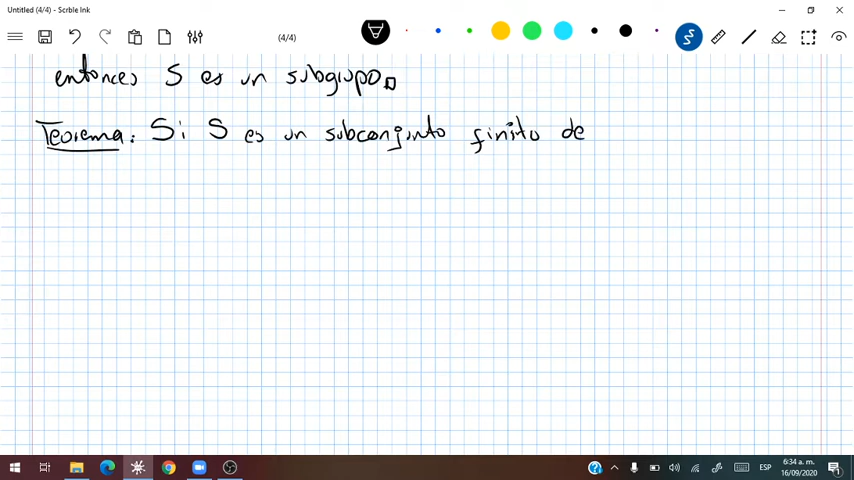 Untitled (4/4) - Scrble Ink
(4/4)
entonces S es un subgrupo
Teorema: Si S es un subconjunto finito de
ESP
6:34 a. m.
16/09/2020
1